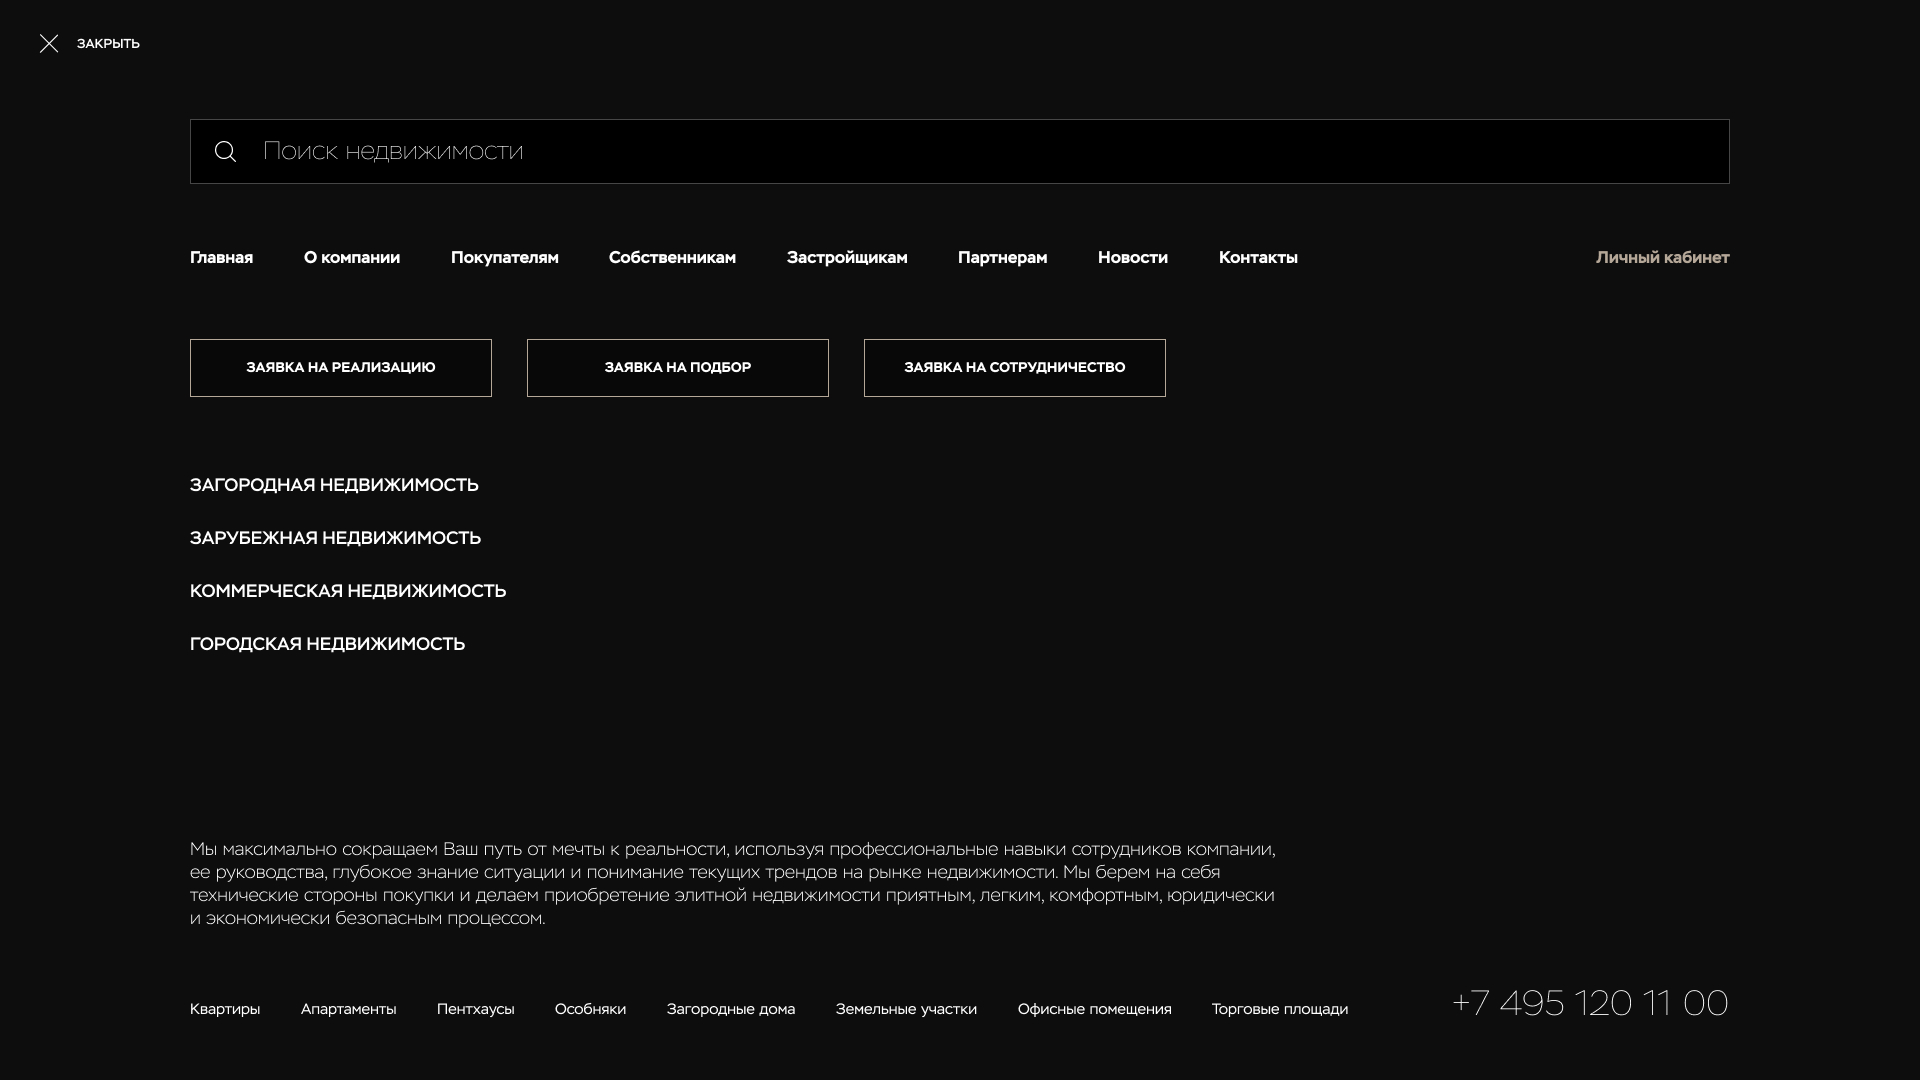 ЗАКРЫТЬ
Поиск недвижимости
Главная О компании Покупателям Собственникам Застройщикам Партнерам Новости Контакты Личный кабинет
ЗАЯВКА НА РЕАЛИЗАЦИЮ ЗАЯВКА НА ПОДБОР ЗАЯВКА НА СОТРУДНИЧЕСТВО
ЗАГОРОДНАЯ НЕДВИЖИМОСТЬ
ЗАРУБЕЖНАЯ НЕДВИЖИМОСТЬ
КОММЕРЧЕСКАЯ НЕДВИЖИМОСТЬ
ГОРОДСКАЯ НЕДВИЖИМОСТЬ
Мы максимально сокращаем Ваш путь от мечты к реальности, используя профессиональные навыки сотрудников компании,
ее руководства, глубокое знание ситуации и понимание текущих трендов на рынке недвижимости. Мы берем на себя
технические стороны покупки и делаем приобретение элитной недвижимости приятным, легким, комфортным, юридически
и экономически безопасным процессом.
Квартиры Апартаменты Пентхаусы Особняки Загородные дома Земельные участки Офисные помещения Торговые площади +7 495 120 11 00